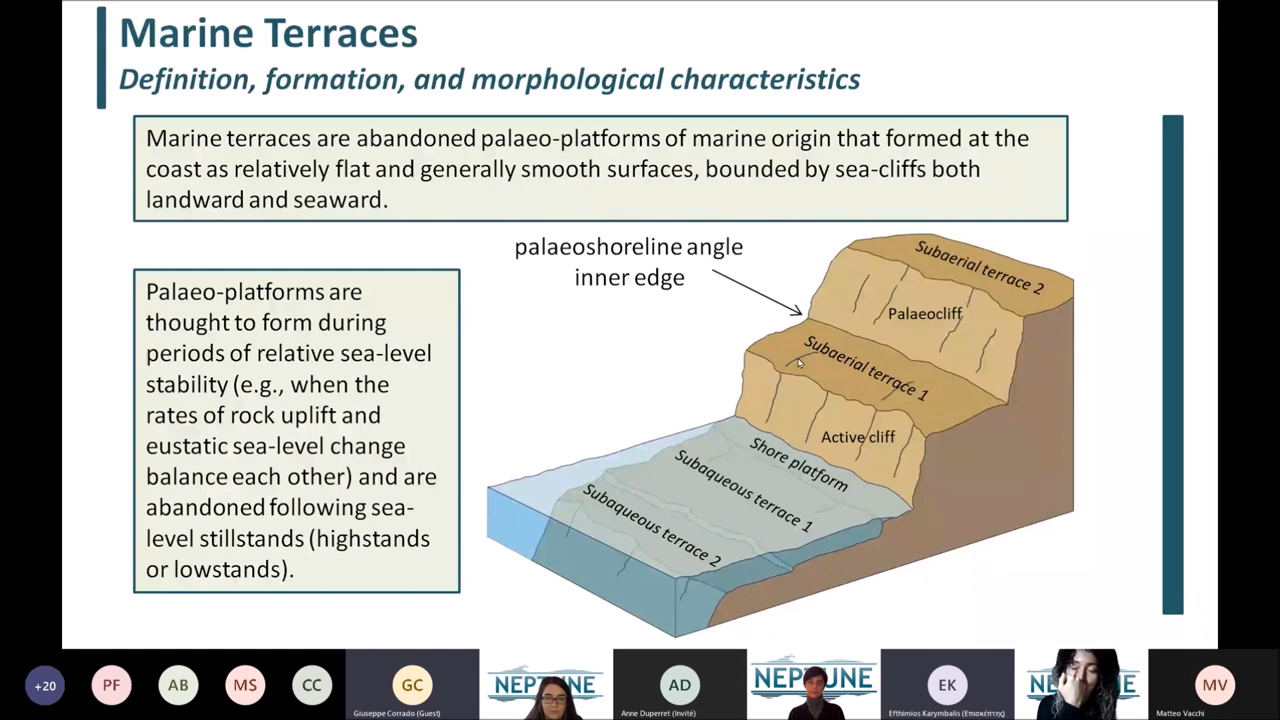 Marine Terraces
Definition, formation, and morphological characteristics
Marine terraces are abandoned palaeo-platforms of marine origin that formed at the
coast as relatively flat and generally smooth surfaces, bounded by sea-cliffs both
landward and seaward.
palaeoshoreline angle
inner edge
Palaeo-platforms are
thought to form during
periods of relative sea-level
stability (e.g., when the
rates of rock uplift and
eustatic sea-level change
balance each other) and are
abandoned following sea-
level stillstands (highstands
or lowstands).
Subaerial terrace 2
Palaeocliff
Subaerial terrace 1
Active cliff
Shore platform
Subaqueous terrace 1
Subaqueous terrace 2
+20
PF
AB
MS
CC
GC
Giuseppe Corrado (Guest)
NEPTUNE
AD
Anne Duperret (Invité)
NEPTUNE
EK
Efthimios Karymbalis (Επισκέπτης)
MV
Matteo Vacchi